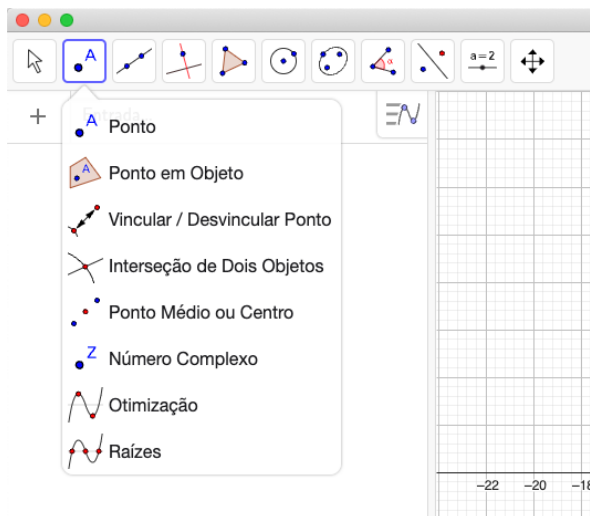 A
α
a=2
+ Entrada
A Ponto
A Ponto em Objeto
Vincular / Desvincular Ponto
Interseção de Dois Objetos
Ponto Médio ou Centro
Z Número Complexo
Otimização
Raízes
−22 −20